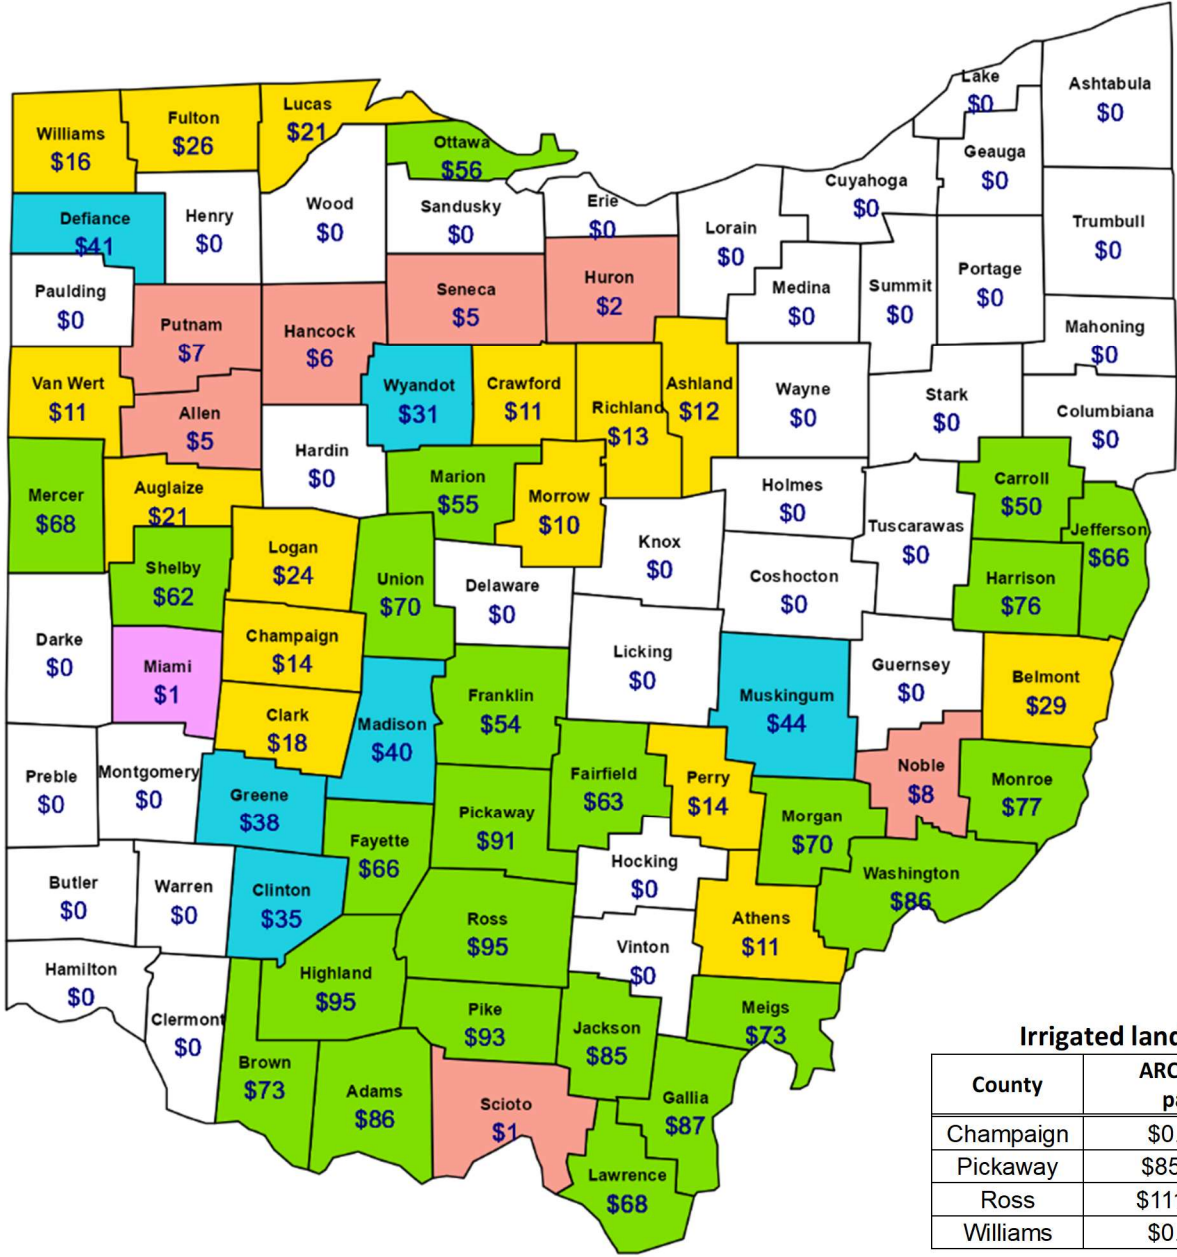 Lake
$0
Ashtabula
$0
Lucas
$21
Fulton
$26
Williams
$16
Ottawa
$56
Geauga
$0
Cuyahoga
$0
Erie
$0
Wood
$0
Sandusky
$0
Henry
$0
Defiance
$41
Lorain
$0
Trumbull
$0
Portage
$0
Summit
$0
Medina
$0
Huron
$2
Seneca
$5
Paulding
$0
Putnam
$7
Hancock
$6
Mahoning
$0
Van Wert
$11
Wyandot
$31
Crawford
$11
Ashland
$12
Richland
$13
Wayne
$0
Stark
$0
Columbiana
$0
Allen
$5
Hardin
$0
Marion
$55
Mercer
$68
Auglaize
$21
Morrow
$10
Holmes
$0
Carroll
$50
Tuscarawas
$0
Jefferson
$66
Knox
$0
Logan
$24
Shelby
$62
Union
$70
Delaware
$0
Coshocton
$0
Harrison
$76
Darke
$0
Champaign
$14
Miami
$1
Licking
$0
Guernsey
$0
Belmont
$29
Muskingum
$44
Franklin
$54
Clark
$18
Madison
$40
Preble
$0
Montgomery
$0
Greene
$38
Fairfield
$63
Perry
$14
Noble
$8
Monroe
$77
Pickaway
$91
Morgan
$70
Fayette
$66
Hocking
$0
Washington
$86
Butler
$0
Warren
$0
Clinton
$35
Ross
$95
Athens
$11
Vinton
$0
Hamilton
$0
Highland
$95
Clermont
$0
Pike
$93
Jackson
$85
Meigs
$73
Brown
$73
Adams
$86
Scioto
$1
Gallia
$87
Lawrence
$68
Irrigated land
County ARC
pa
Champaign $0.
Pickaway $85
Ross $11
Williams $0.